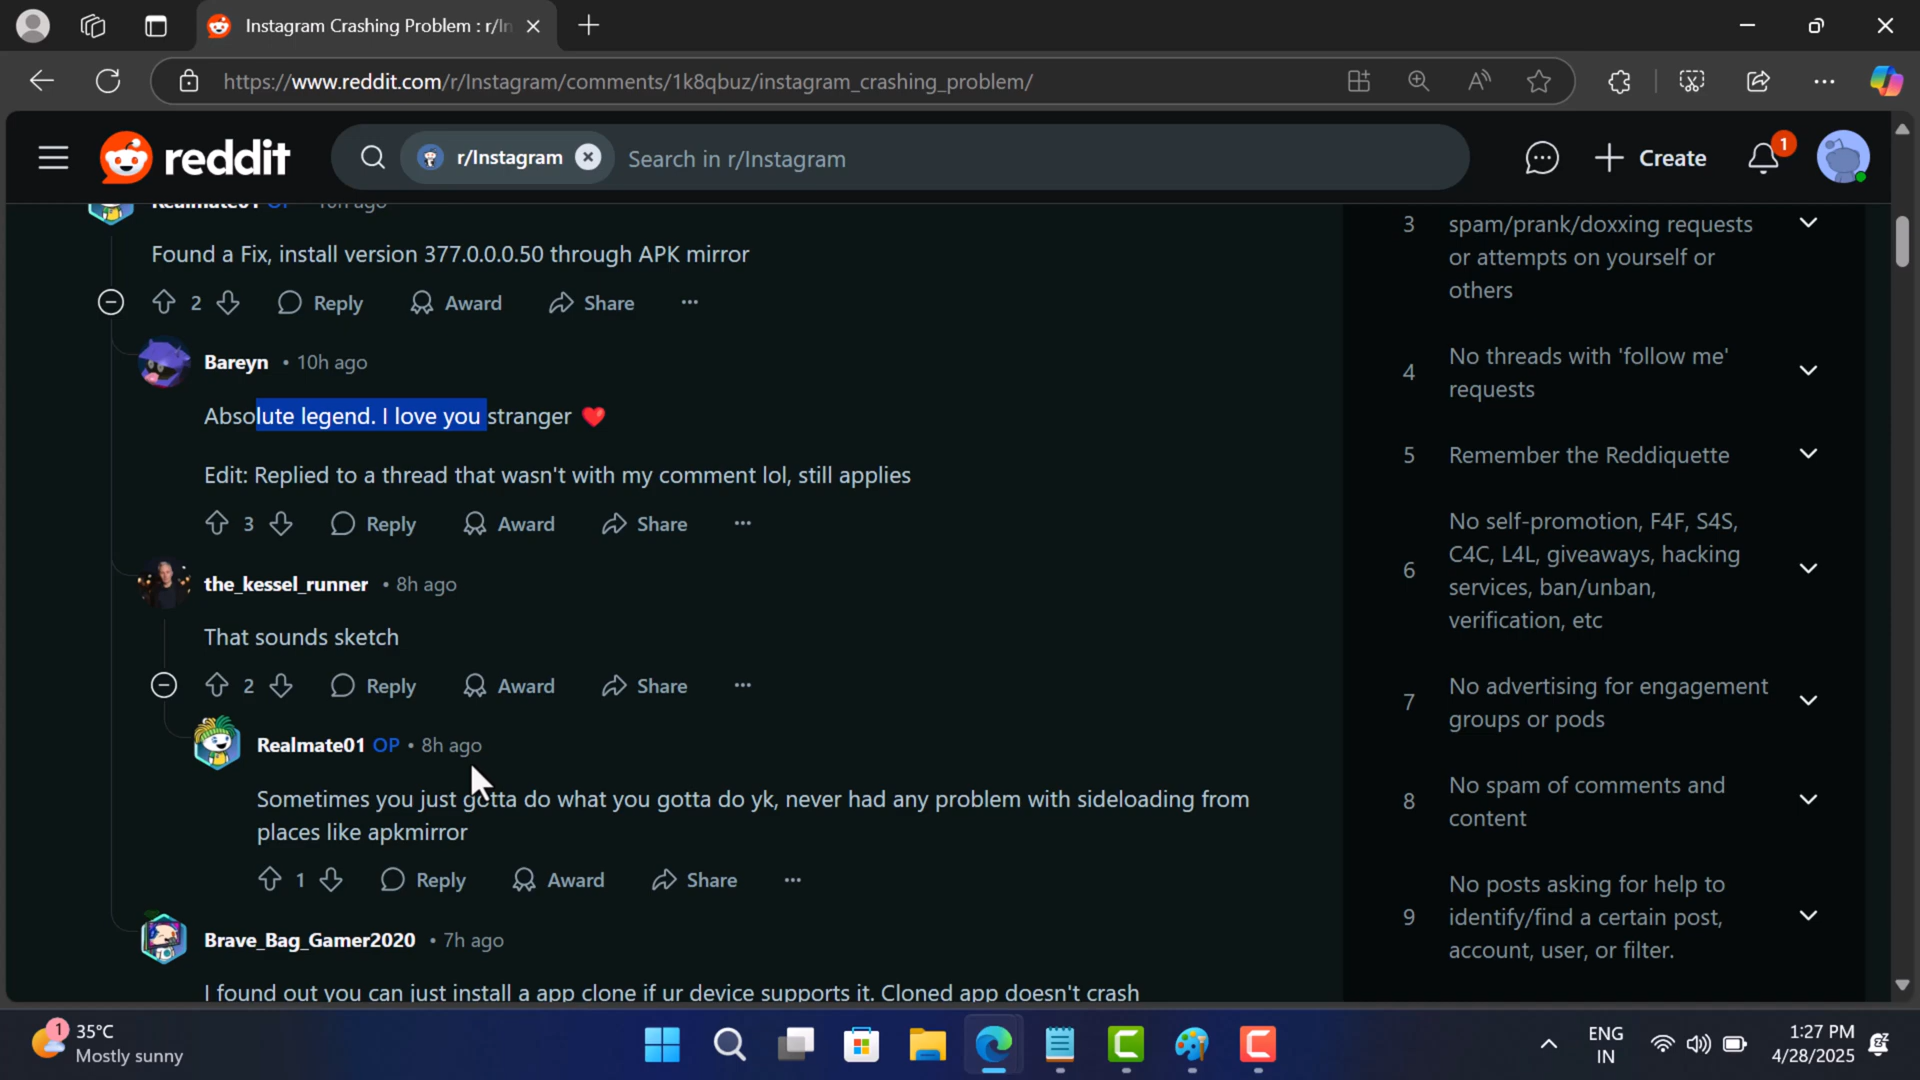 Instagram Crashing Problem : r/In
https://www.reddit.com/r/Instagram/comments/1k8qbuz/instagram_crashing_problem/
reddit
r/Instagram
Search in r/Instagram
Create
1
Realmate01 OP • 10h ago
Found a Fix, install version 377.0.0.0.50 through APK mirror
2 Reply Award Share
Bareyn • 10h ago
Absolute legend. I love you stranger ❤️
Edit: Replied to a thread that wasn't with my comment lol, still applies
3 Reply Award Share
the_kessel_runner • 8h ago
That sounds sketch
2 Reply Award Share
Realmate01 OP • 8h ago
Sometimes you just gotta do what you gotta do yk, never had any problem with sideloading from
places like apkmirror
1 Reply Award Share
Brave_Bag_Gamer2020 • 7h ago
I found out you can just install a app clone if ur device supports it. Cloned app doesn't crash
3 spam/prank/doxxing requests
or attempts on yourself or
others
4 No threads with 'follow me'
requests
5 Remember the Reddiquette
6 No self-promotion, F4F, S4S,
C4C, L4L, giveaways, hacking
services, ban/unban,
verification, etc
7 No advertising for engagement
groups or pods
8 No spam of comments and
content
9 No posts asking for help to
identify/find a certain post,
account, user, or filter.
1
35°C
Mostly sunny
ENG
IN
1:27 PM
4/28/2025